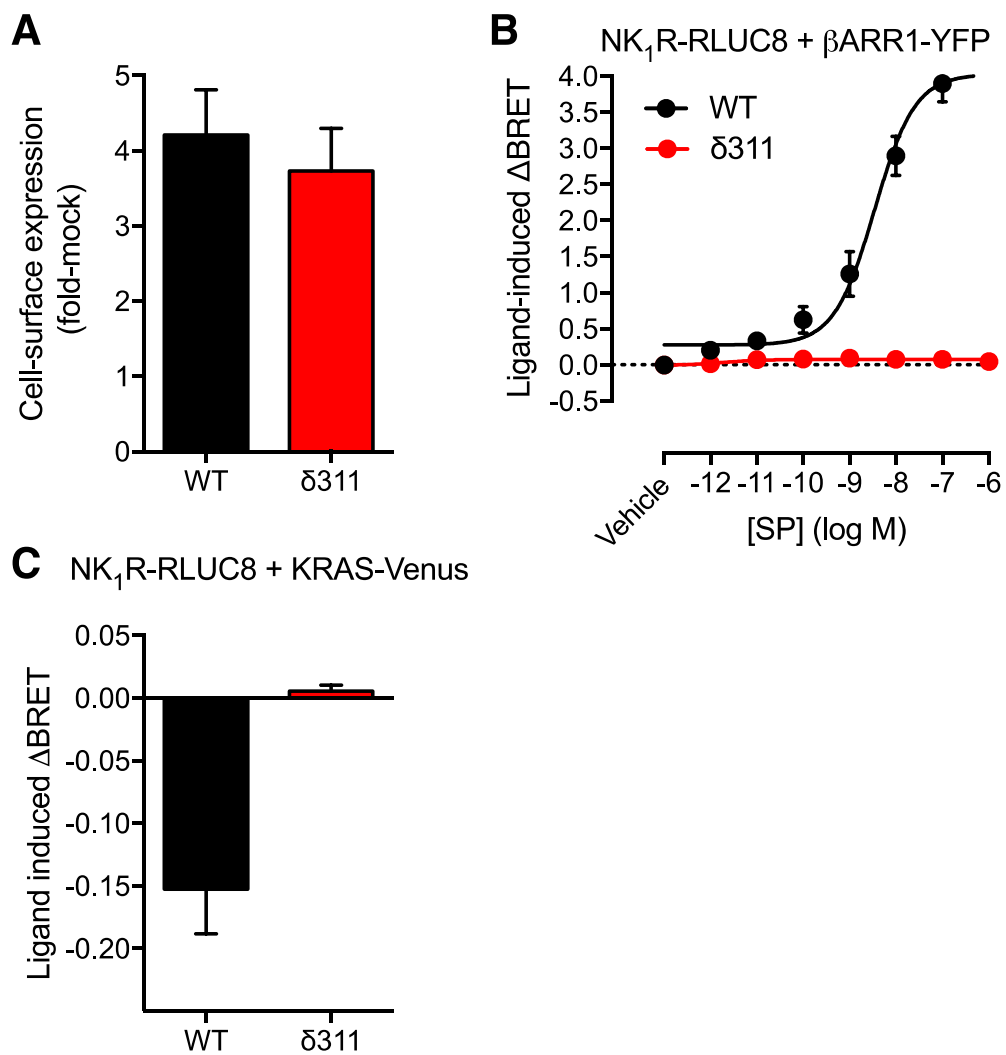 A
Cell-surface expression
(fold-mock)
5
4
3
2
1
0
WT
δ311
B
NK₁R-RLUC8 + βARR1-YFP
Ligand-induced ΔBRET
4.0
3.5
3.0
2.5
2.0
1.5
1.0
0.5
0.0
-0.5
WT
δ311
Vehicle
-12
-11
-10
-9
-8
-7
-6
[SP] (log M)
C
NK₁R-RLUC8 + KRAS-Venus
Ligand induced ΔBRET
0.05
0.00
-0.05
-0.10
-0.15
-0.20
WT
δ311